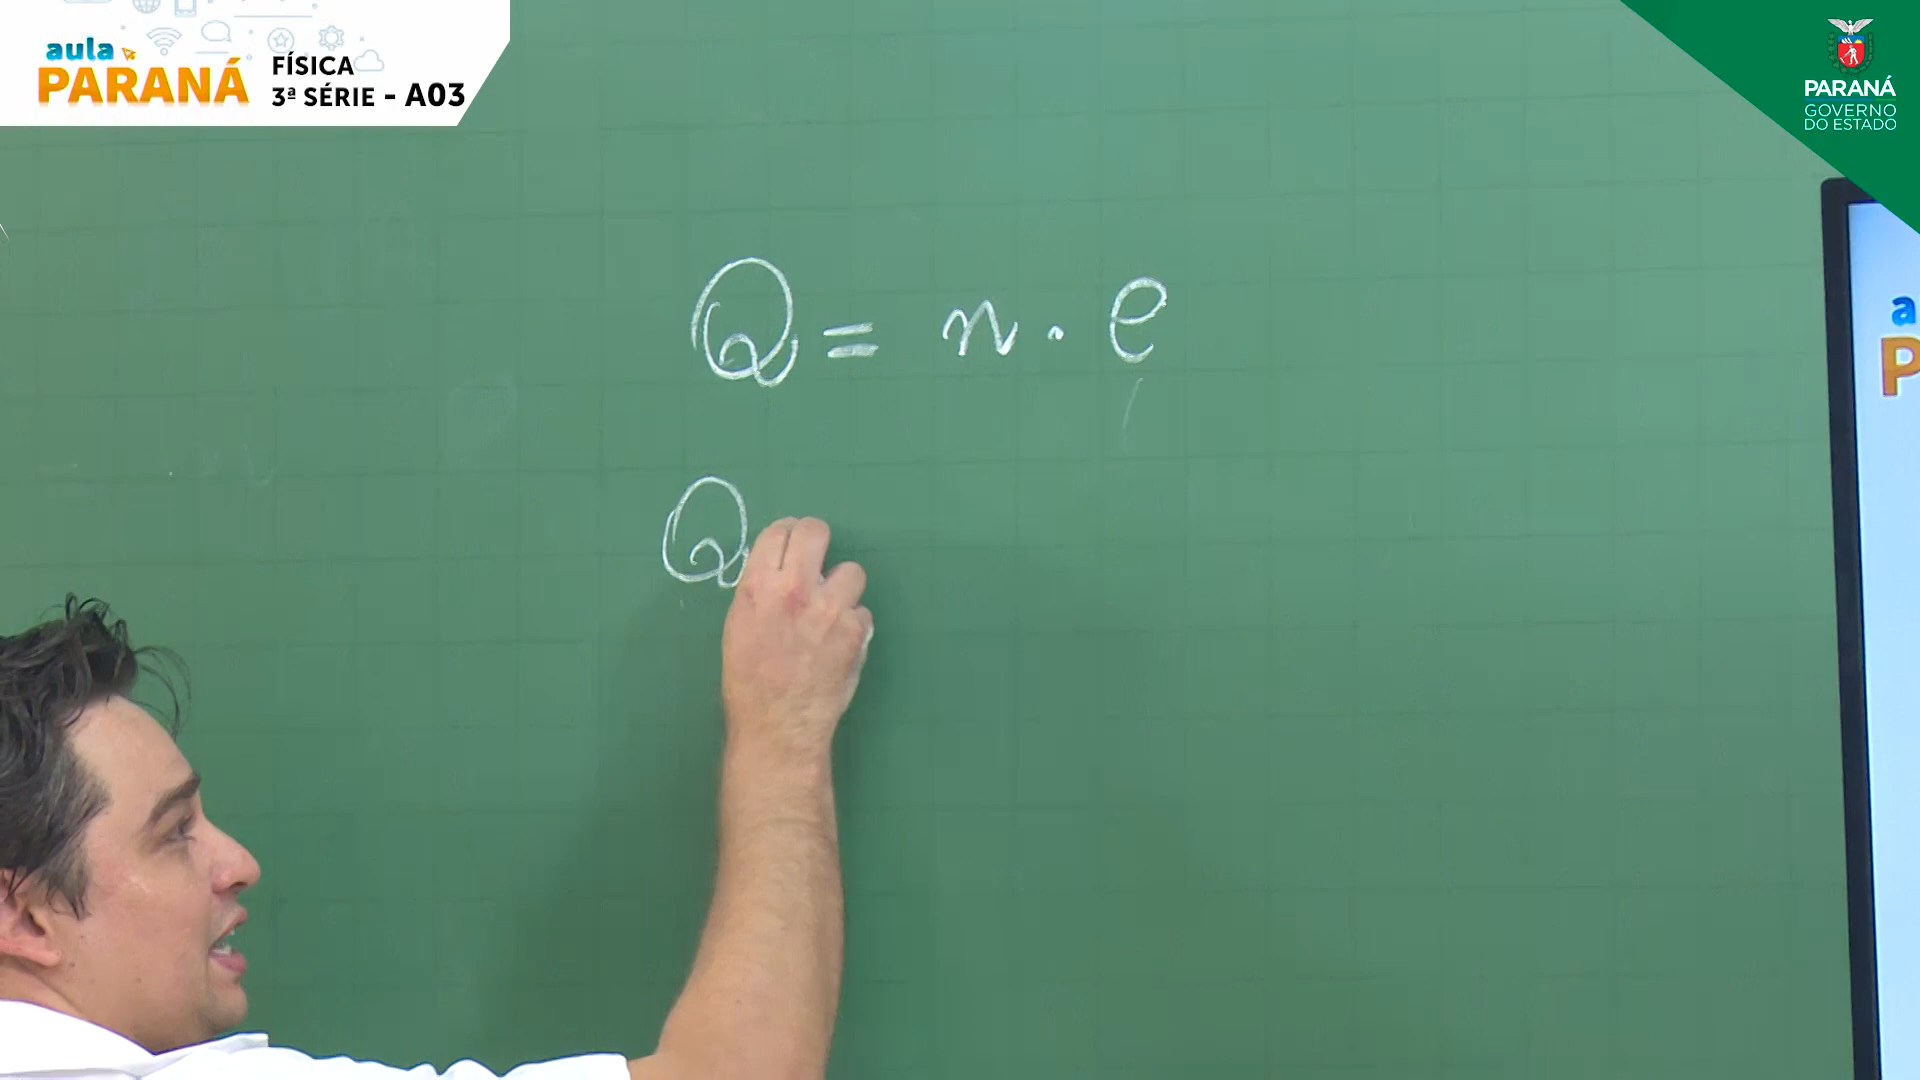 aula
PARANÁ
FÍSICA
3ª SÉRIE - A03
PARANÁ
GOVERNO
DO ESTADO
Q = n . e
Q
a
P